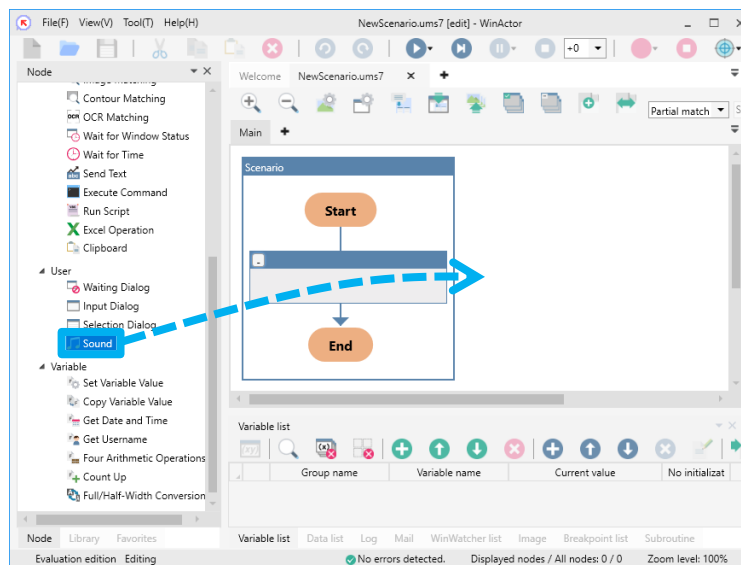 File(F) View(V) Tool(T) Help(H) NewScenario.ums7 [edit] - WinActor
+0
Node
Contour Matching
OCR OCR Matching
Wait for Window Status
Wait for Time
Send Text
Execute Command
Run Script
Excel Operation
Clipboard
User
Waiting Dialog
Input Dialog
Selection Dialog
Sound
Variable
Set Variable Value
Copy Variable Value
Get Date and Time
Get Username
Four Arithmetic Operations
Count Up
Full/Half-Width Conversion
Node Library Favorites
Welcome NewScenario.ums7
Partial match
Main
Scenario
Start
End
Variable list
Group name Variable name Current value No initializat
Variable list Data list Log Mail WinWatcher list Image Breakpoint list Subroutine
Evaluation edition Editing No errors detected. Displayed nodes / All nodes: 0 / 0 Zoom level: 100%